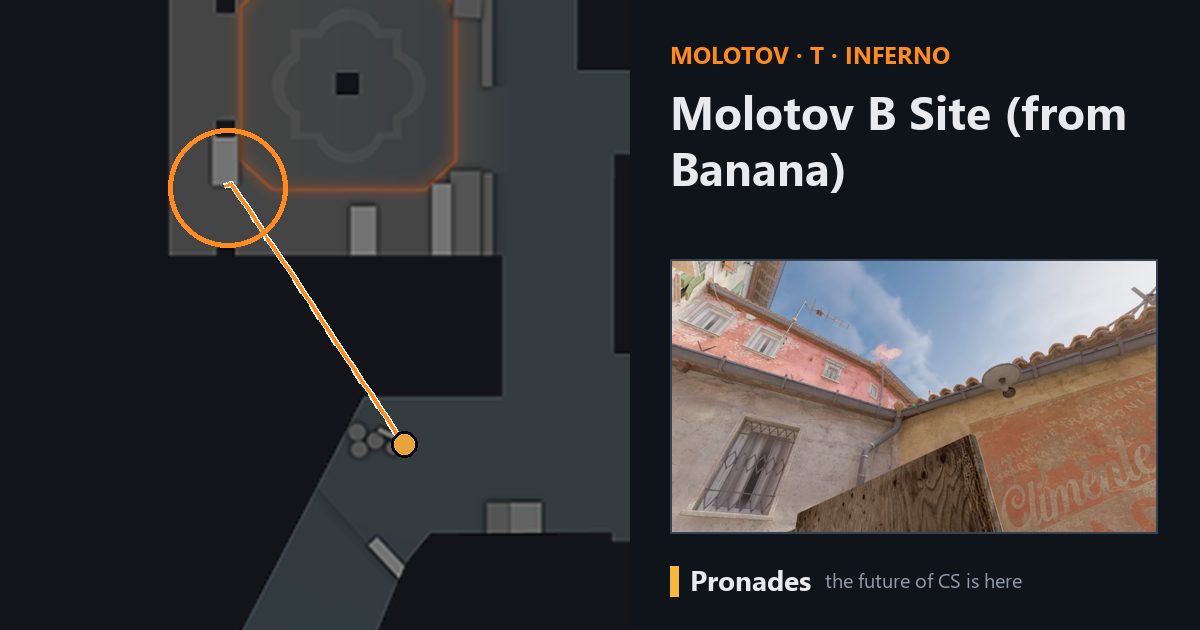 MOLOTOV · T · INFERNO
Molotov B Site (from
Banana)
Climente
Pronades the future of CS is here